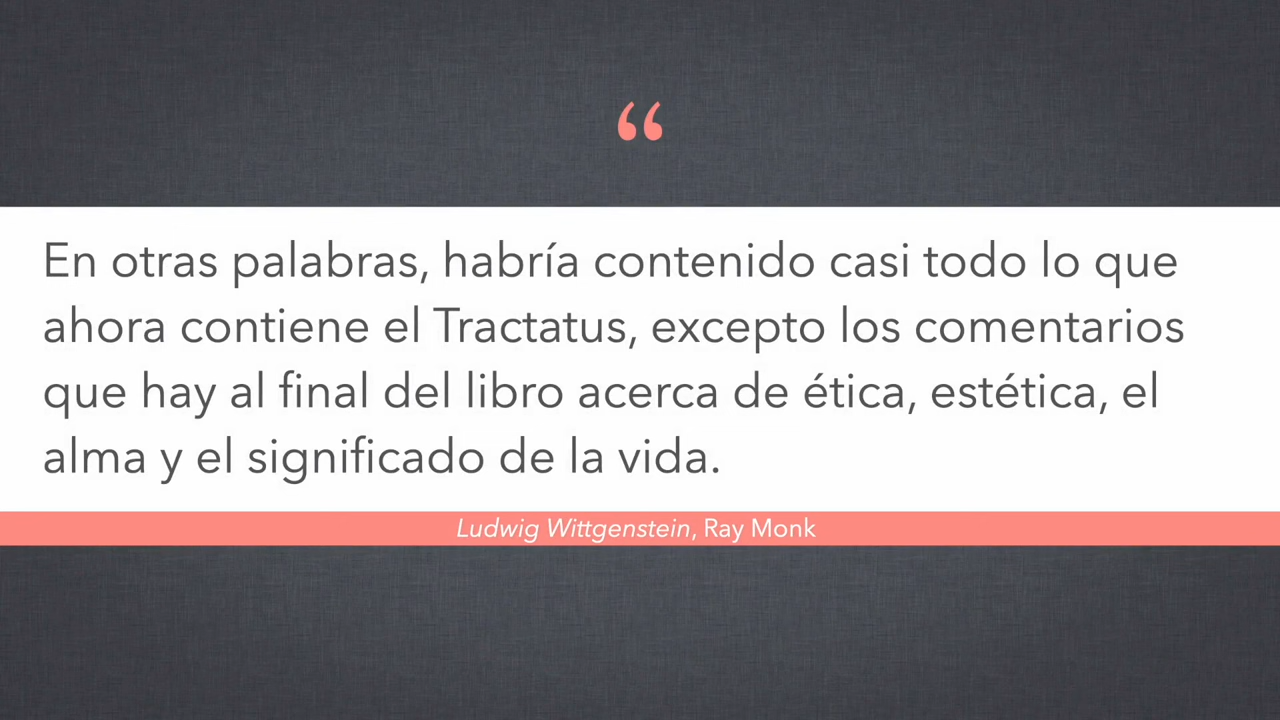 “
En otras palabras, habría contenido casi todo lo que
ahora contiene el Tractatus, excepto los comentarios
que hay al final del libro acerca de ética, estética, el
alma y el significado de la vida.
Ludwig Wittgenstein, Ray Monk